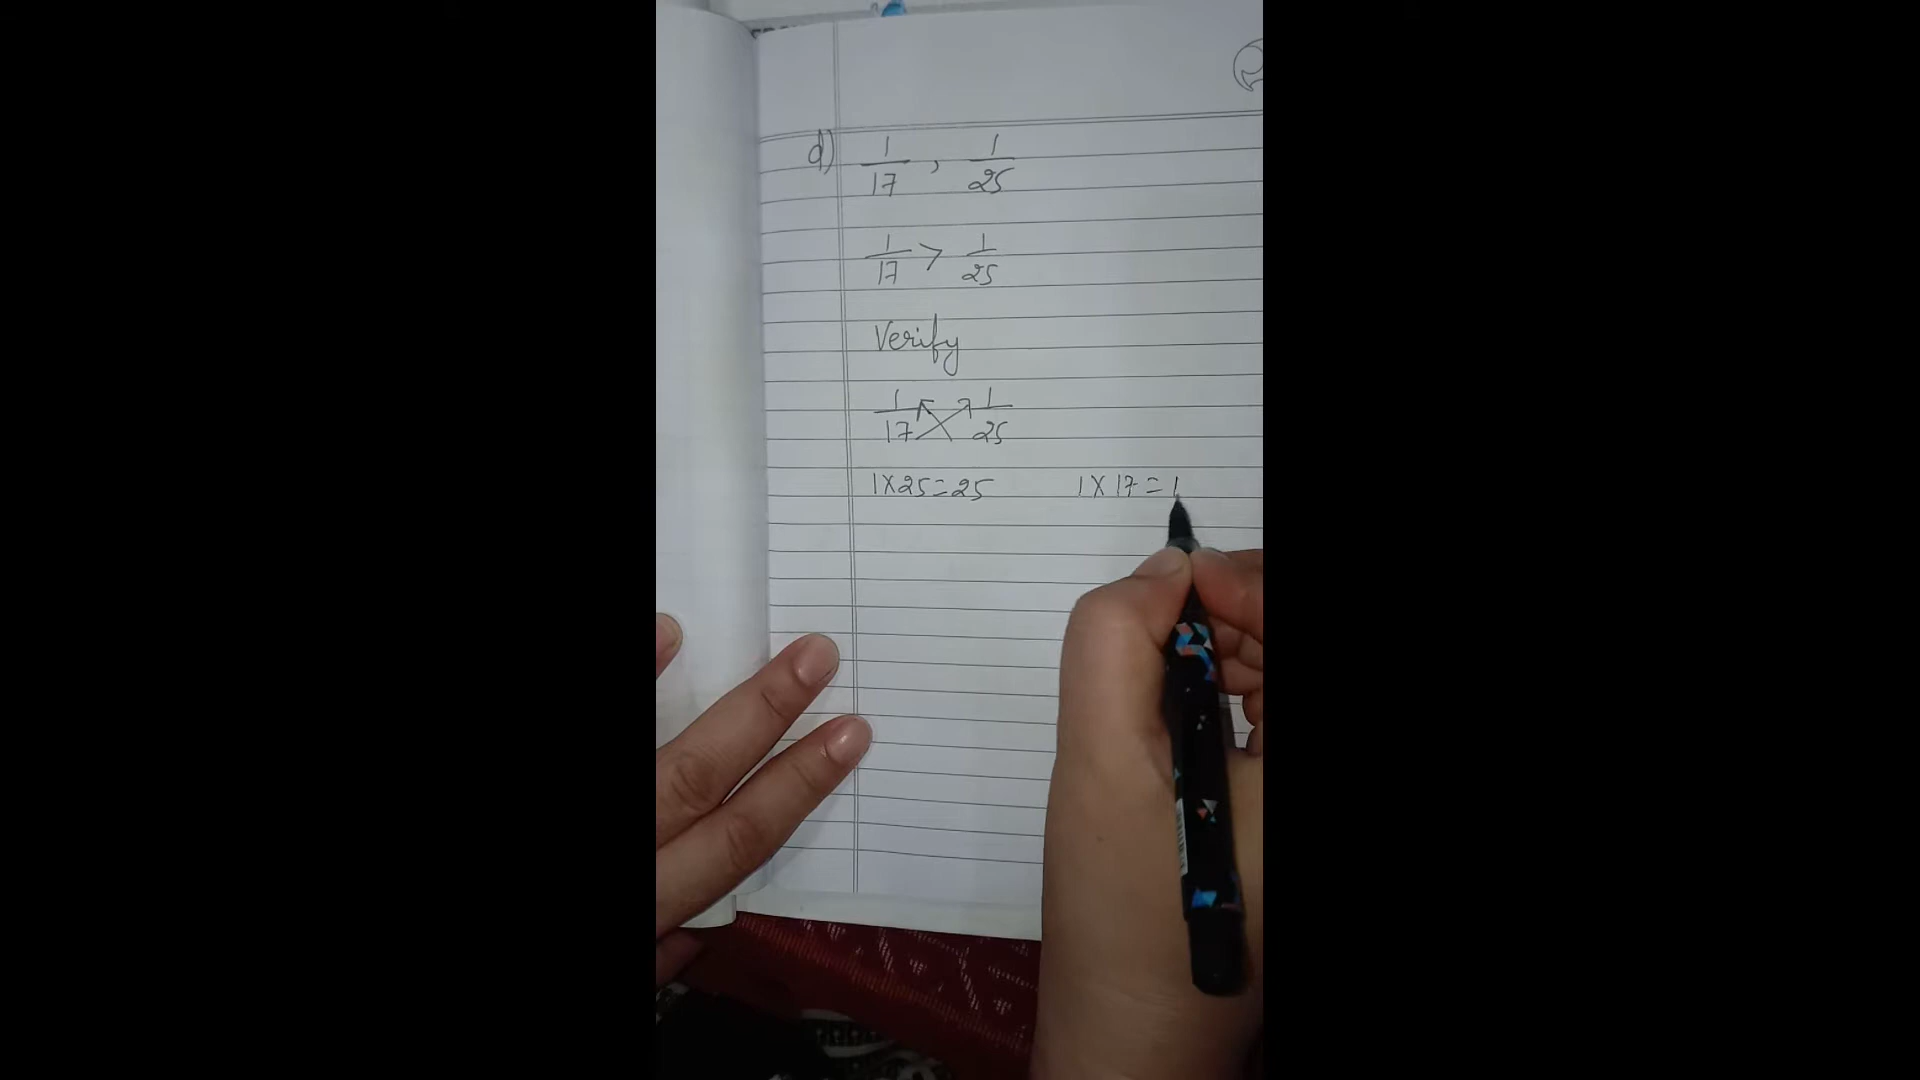 d) 1/17 , 1/25
1/17 > 1/25
Verify
1/17 1/25
1X25=25 1X17=1